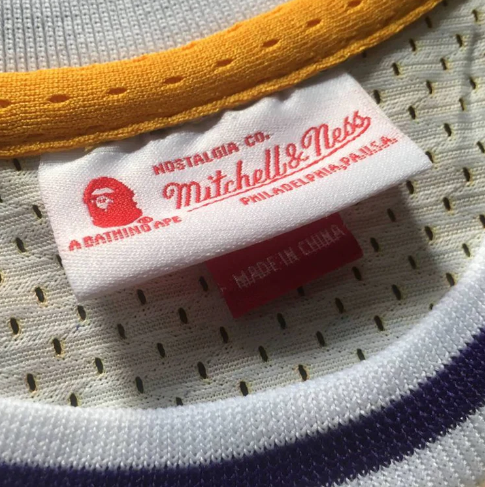 NOSTALGIA CO.
Mitchell & Ness
PHILADELPHIA, PA. U.S.A.
A BATHING APE®
MADE IN CHINA